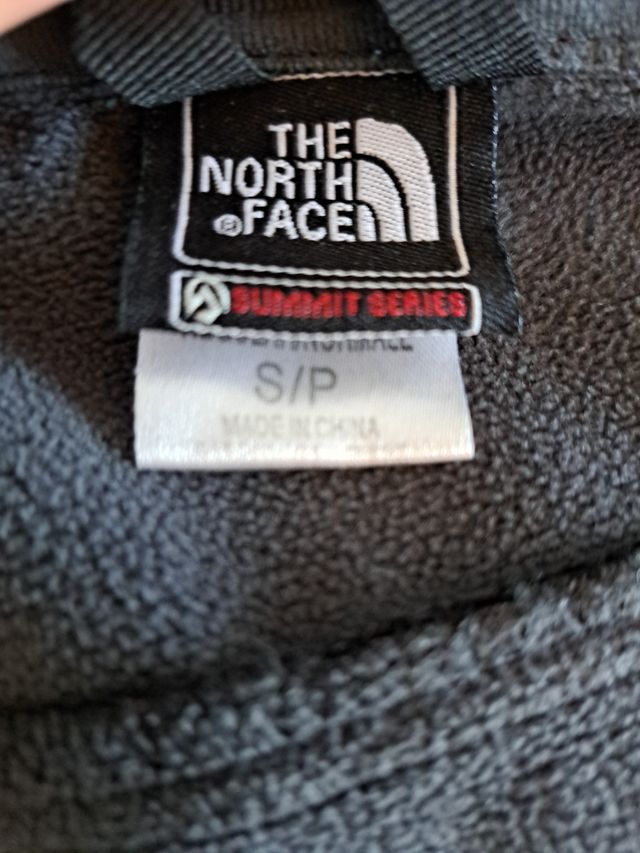 THE
NORTH
® FACE
SUMMIT SERIES
S/P
MADE IN CHINA